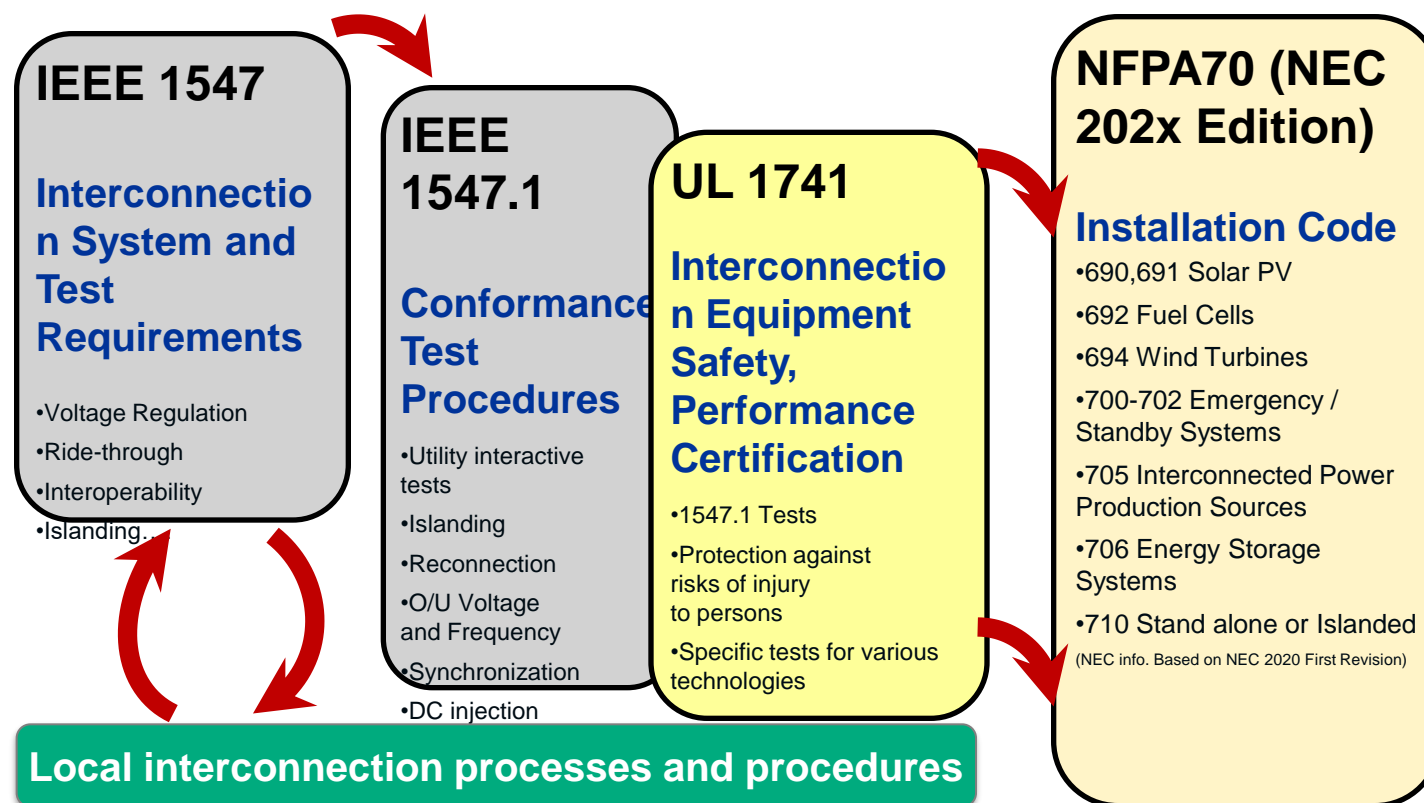 IEEE 1547
Interconnectio
n System and
Test
Requirements
•Voltage Regulation
•Ride-through
•Interoperability
•Islanding…
IEEE
1547.1
Conformance
Test
Procedures
•Utility interactive
tests
•Islanding
•Reconnection
•O/U Voltage
and Frequency
•Synchronization
•DC injection
UL 1741
Interconnectio
n Equipment
Safety,
Performance
Certification
•1547.1 Tests
•Protection against
risks of injury
to persons
•Specific tests for various
technologies
NFPA70 (NEC
202x Edition)
Installation Code
•690,691 Solar PV
•692 Fuel Cells
•694 Wind Turbines
•700-702 Emergency /
Standby Systems
•705 Interconnected Power
Production Sources
•706 Energy Storage
Systems
•710 Stand alone or Islanded
(NEC info. Based on NEC 2020 First Revision)
Local interconnection processes and procedures